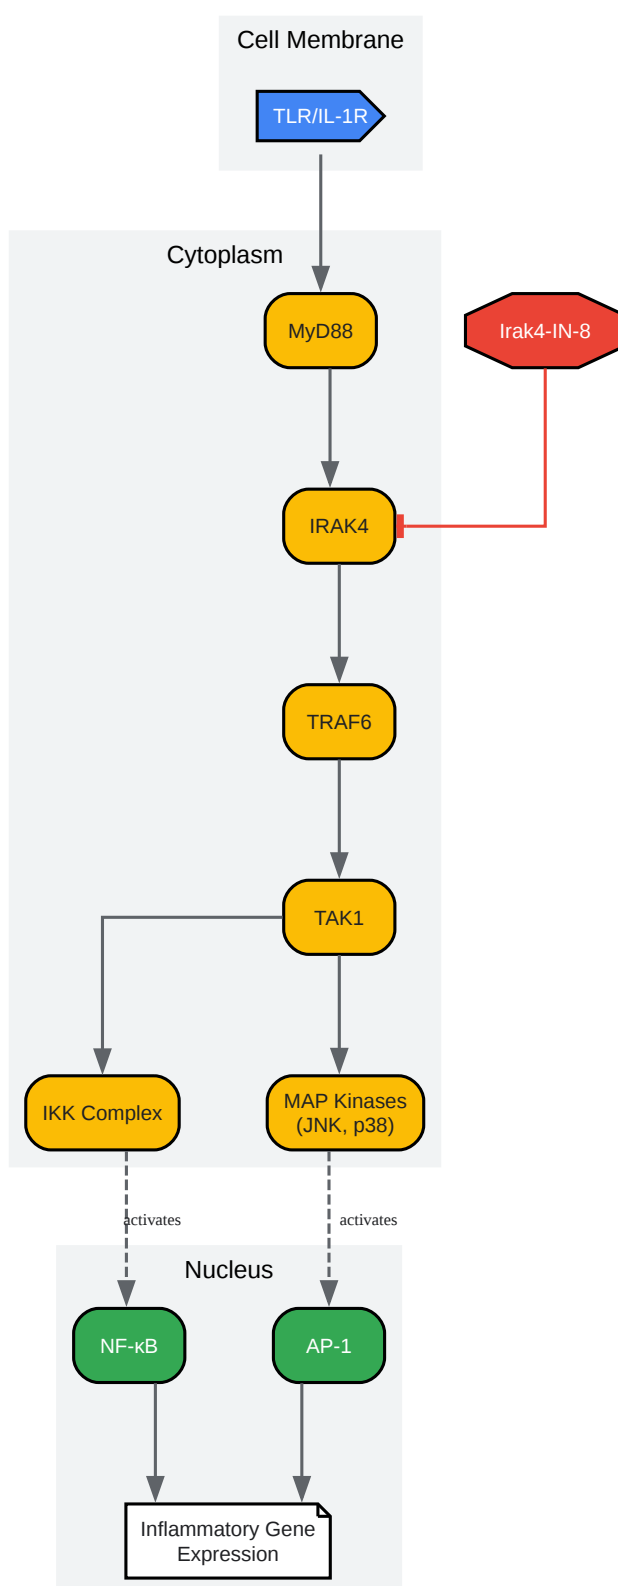 Cell Membrane
TLR/IL-1R
Cytoplasm
MyD88
Irak4-IN-8
IRAK4
TRAF6
TAK1
IKK Complex
MAP Kinases
(JNK, p38)
activates
activates
Nucleus
NF-κB
AP-1
Inflammatory Gene
Expression